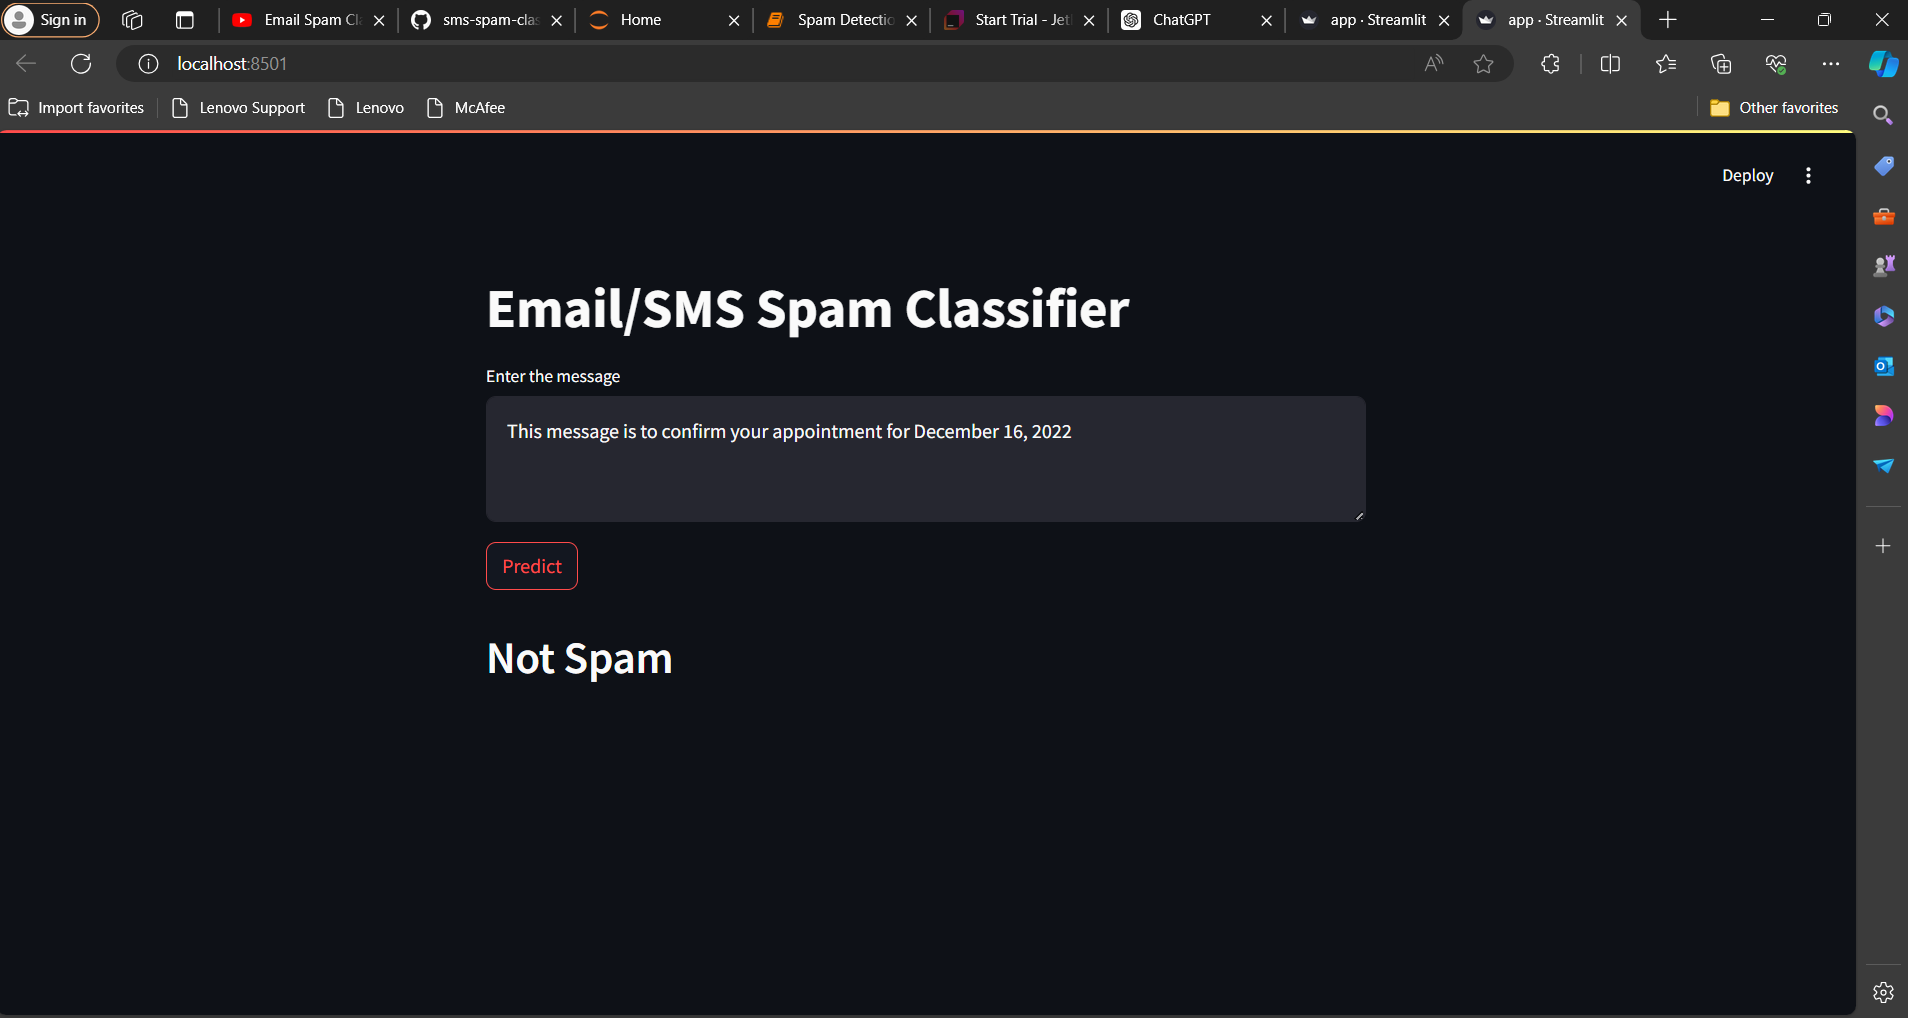 Sign in
Email Spam Cl
sms-spam-clas
Home
Spam Detectio
Start Trial - Jet
ChatGPT
app · Streamlit
app · Streamlit
localhost:8501
Import favorites
Lenovo Support
Lenovo
McAfee
Other favorites
Deploy
Email/SMS Spam Classifier
Enter the message
This message is to confirm your appointment for December 16, 2022
Predict
Not Spam